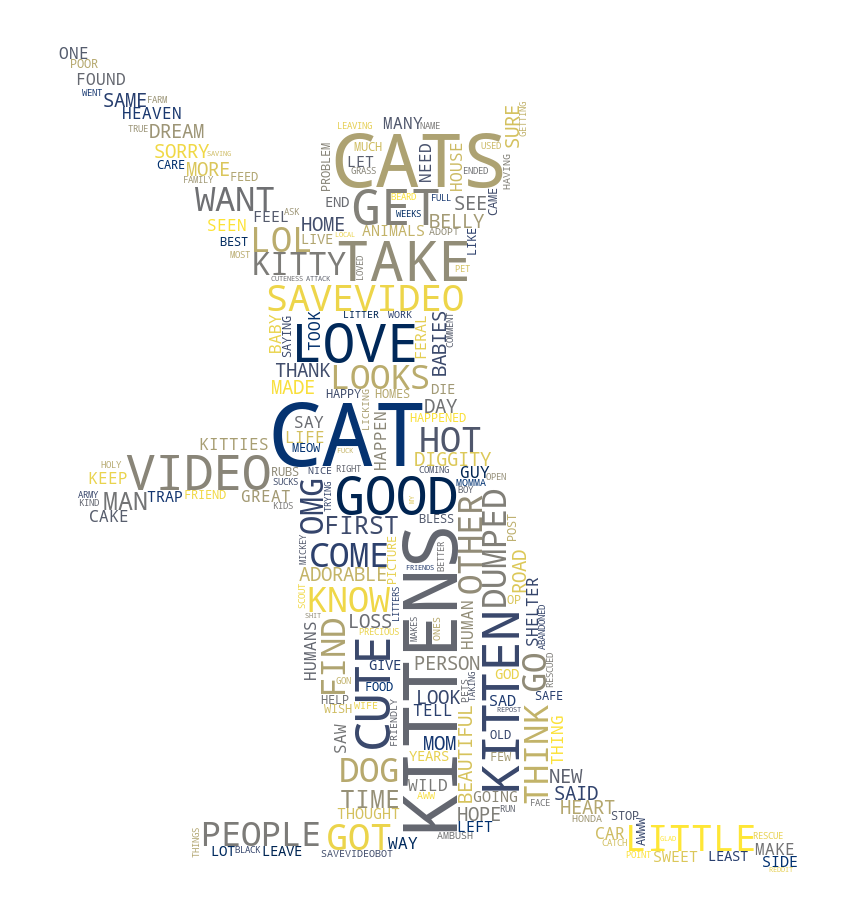 ONE
POOR
FOUND
WENT
SAME
FARM
HEAVEN
TRUE
DREAM
SORRY
SAVING
CARE
MORE
FAMILY
FEED
WANT
LEAVING
MANY
NAME
SURE
GETTING
CATS
MUCH
USED
PROBLEM
LET
GRASS
NEED
HOUSE
ENDED
HAVING
GET
BEARD
FULL
WEEKS
END
SEE
CAME
SEEN
FEEL
ASK
HOME
BELLY
BEST
LOL
LIVE
LOCAL
ANIMALS
ADOPT
LIKE
MOST
KITTY
LOVED
TAKE
PET
CUTENESS ATTACK
SAVEVIDEO
LITTER
WORK
BABY
SAYING
TOOK
LOVE
FERAL
BABIES
COMMENT
THANK
LOOKS
MADE
HAPPY
HOMES
DIE
LICKING
DAY
CAT
HAPPENED
SAY
LIFE
HAPPEN
HOT
KITTIES
MEOW
FUCK
DIGGITY
HOLY
KEEP
VIDEO
RUBS
NICE
RIGHT
COMING
GUY
OPEN
SUCKS
MOMMA
ARMY
KIND
MAN
TRAP
FRIEND
GREAT
KIDS
OMG
TRYING
GOOD
MY
BOY
CAKE
FIRST
BLESS
OTHER
DUMPED
POST
MICKEY
COME
PICTURE
BETTER
FRIENDS
KITTENS
ADORABLE
ROAD
SCOUT
KNOW
LITTERS
OP
SHELTER
ABANDONED
SHIT
LOSS
MAKES
ONES
HUMAN
KITTEN
HUMANS
FIND
PRECIOUS
CUTE
GIVE
PERSON
GO
RESCUED
GON
FOOD
GOD
PETS
TAKING
HELP
LOOK
SAD
SAFE
WISH
WIFE
TELL
REPOST
FRIENDLY
THINK
THING
SAW
MOM
BEAUTIFUL
OLD
YEARS
FEW
DOG
WILD
NEW
TIME
AWW
GOING
FACE
SAID
THOUGHT
HOPE
RUN
HEART
HONDA
STOP
THINGS
PEOPLE
GOT
AMBUSH
LEFT
CAR
AWWW
LITTLE
GLAD
RESCUE
WAY
CATCH
LOT
BLACK
LEAVE
SAVEVIDEOBOT
POINT
SWEET
LEAST
MAKE
SIDE
REDDIT